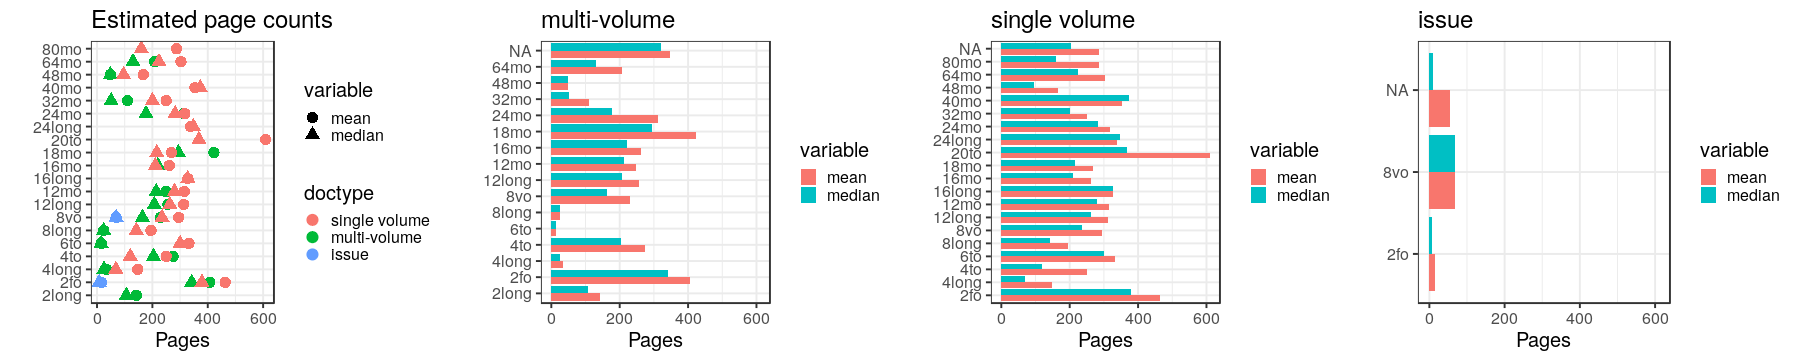 Estimated page counts
80mo
64mo
48mo
40mo
32mo
24mo
24long
20to
18mo
16mo
16long
12mo
12long
8vo
8long
6to
4to
4long
2fo
2long
0 200 400 600
Pages
variable
mean
median
doctype
single volume
multi-volume
issue
multi-volume
NA
64mo
48mo
32mo
24mo
18mo
16mo
12mo
12long
8vo
8long
6to
4to
4long
2fo
2long
0 200 400 600
Pages
variable
mean
median
single volume
NA
80mo
64mo
48mo
40mo
32mo
24mo
24long
20to
18mo
16mo
16long
12mo
12long
8vo
8long
6to
4to
4long
2fo
0 200 400 600
Pages
variable
mean
median
issue
NA
8vo
2fo
0 200 400 600
Pages
variable
mean
median